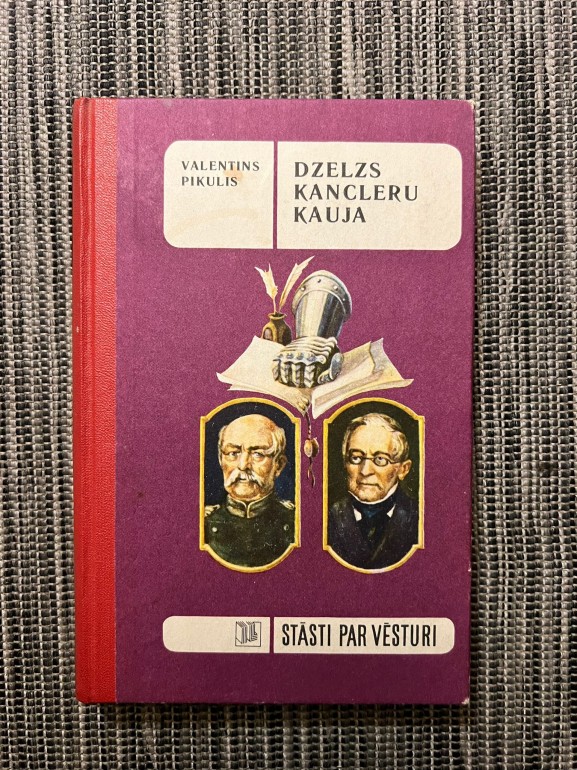 VALENTINS
PIKULIS
DZELZS
KANCLERU
KAUJA
STĀSTI PAR VĒSTURI